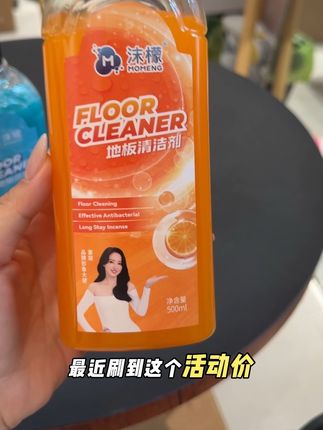 沫檬
MOMENG
FLOOR
CLEANER
地板清洁剂
Floor Cleaning
Effective Antibacterial
Long Stay Incense
净含量
500ml
最近刷到这个活动价